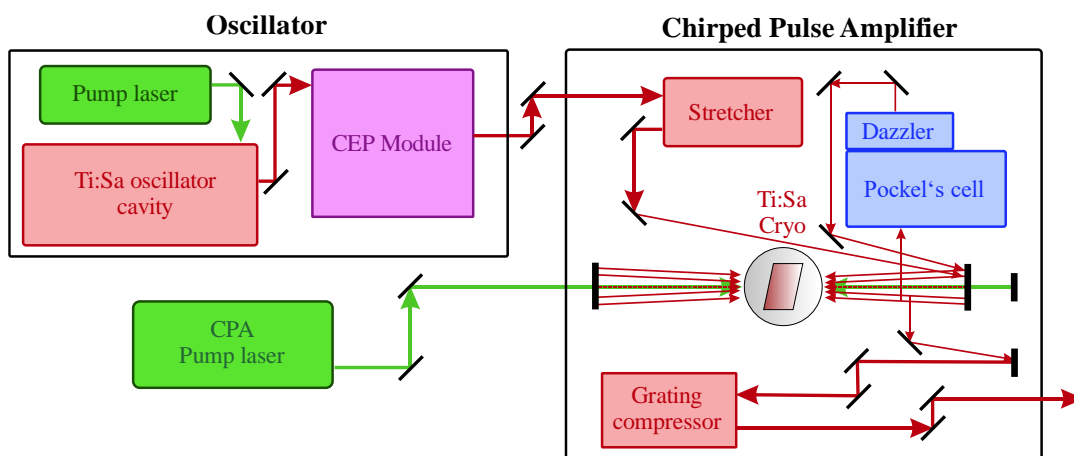 Oscillator
Chirped Pulse Amplifier
Pump laser
CEP Module
Ti:Sa oscillator
cavity
Stretcher
Dazzler
Pockel‘s cell
Ti:Sa
Cryo
CPA
Pump laser
Grating
compressor